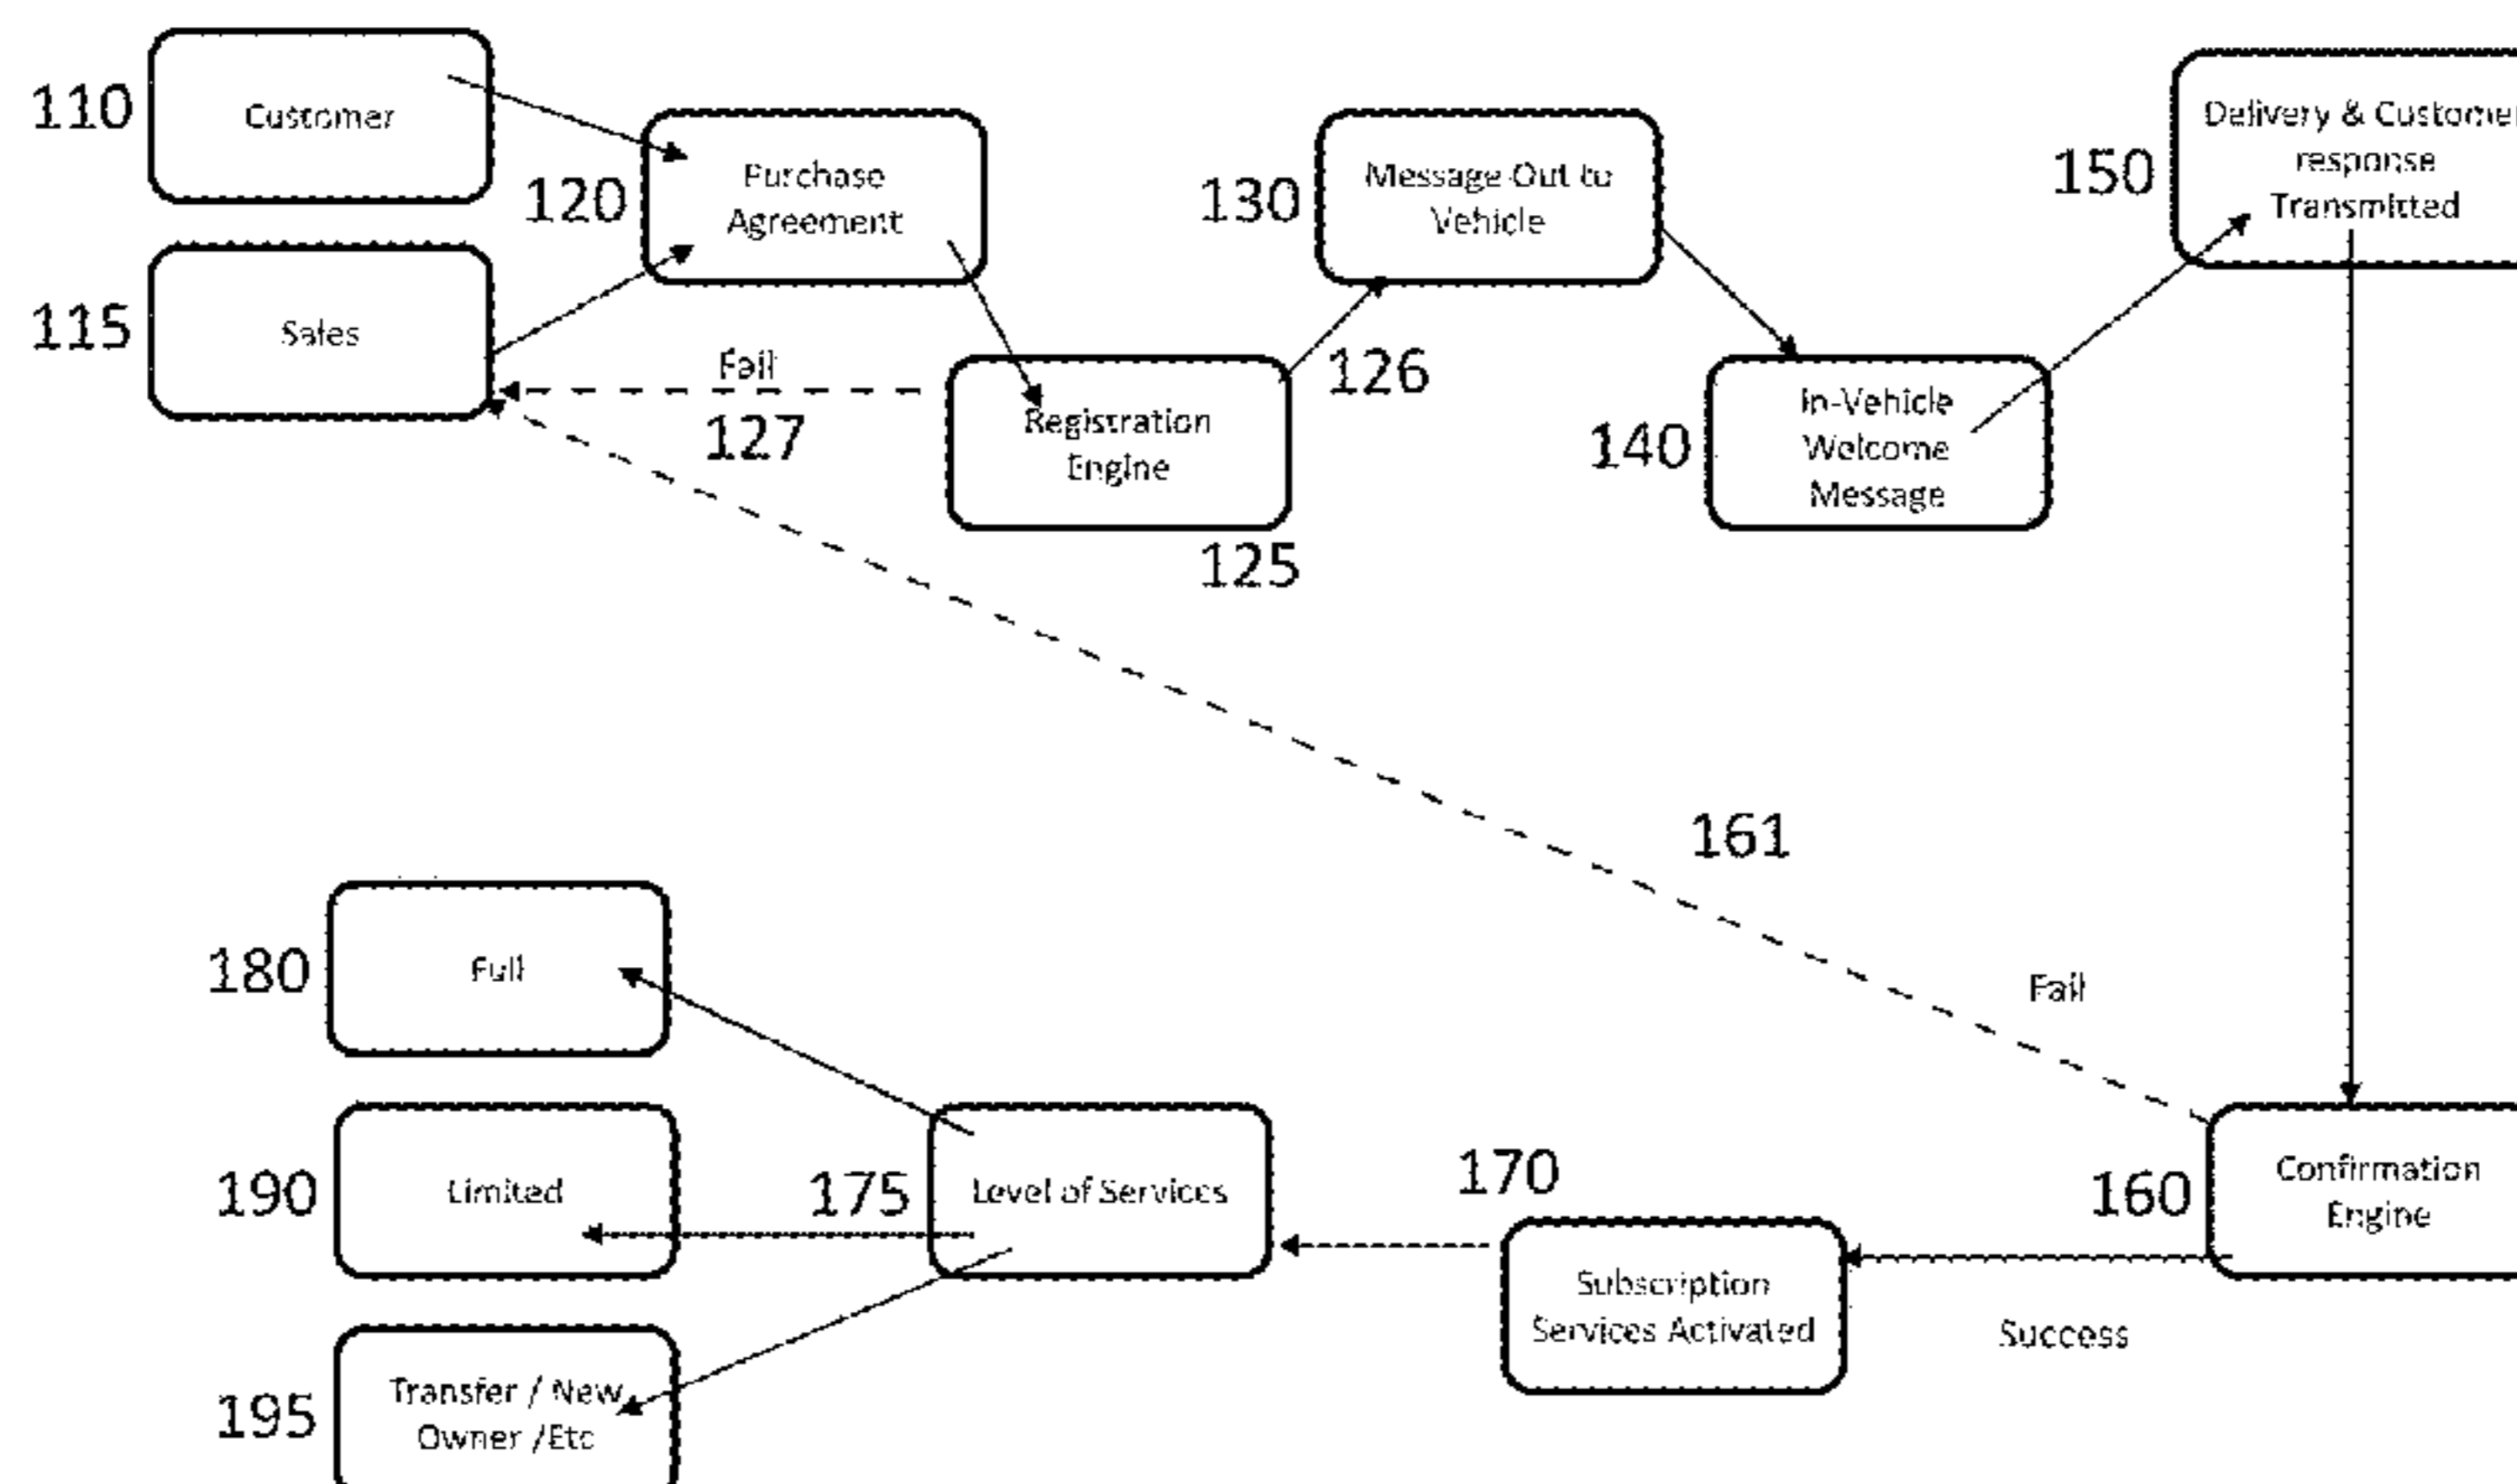 110
Customer
120
Purchase
Agreement
130
Message Out to
Vehicle
150
Delivery & Customer
response
Transmitted
115
Sales
Fail
127
Registration
Engine
125
126
140
In-Vehicle
Welcome
Message
161
Fail
180
Full
190
Limited
175
Level of Services
170
Subscription
Services Activated
160
Confirmation
Engine
Success
195
Transfer / New
Owner /Etc